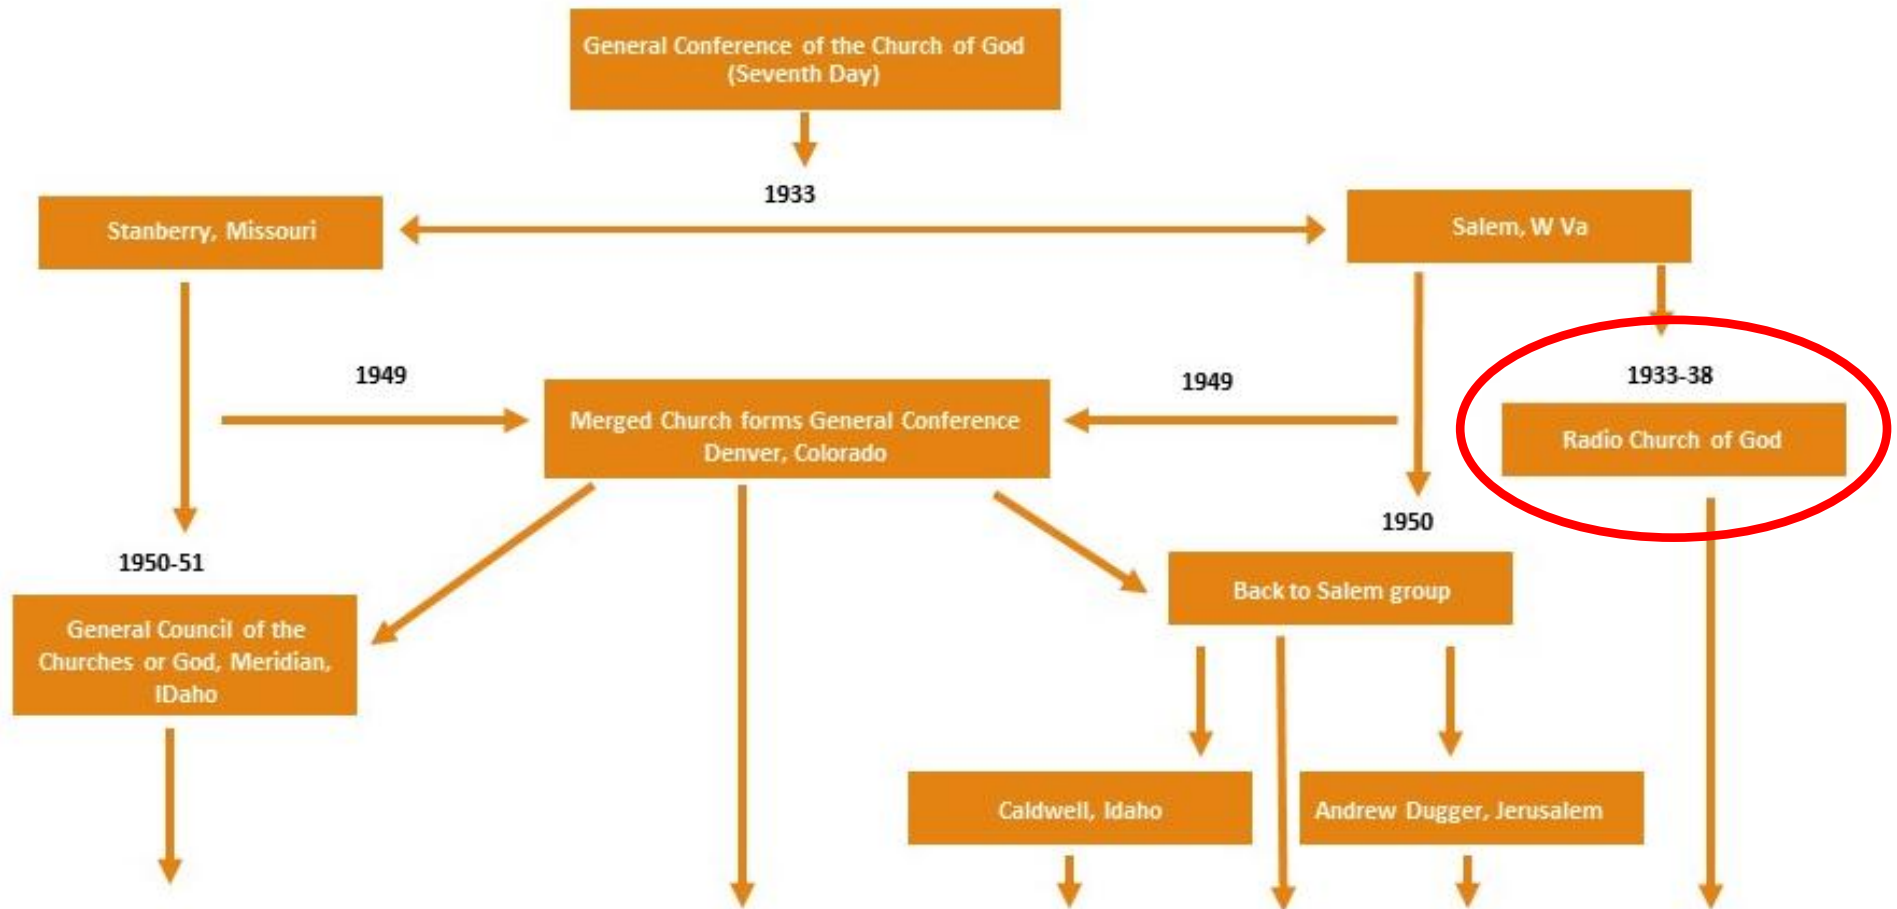 General Conference of the Church of God
(Seventh Day)
1933
Stanberry, Missouri
Salem, W Va
1949
1949
1933-38
Merged Church forms General Conference
Denver, Colorado
Radio Church of God
1950
1950-51
Back to Salem group
General Council of the
Churches or God, Meridian,
IDaho
Caldwell, Idaho
Andrew Dugger, Jerusalem